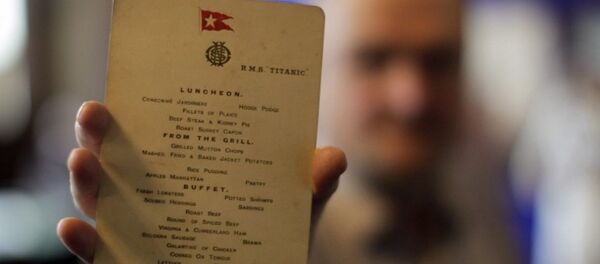 R.M.S. "TITANIC."
LUNCHEON.
CONSOMMÉ JARDINIÈRE HODGE PODGE
FILLETS OF PLAICE
BEEF STEAK & KIDNEY PIE
ROAST SURREY CAPON
FROM THE GRILL.
GRILLED MUTTON CHOPS
MASHED, FRIED & BAKED JACKET POTATOES
RICE PUDDING
APPLES MANHATTAN PASTRY
BUFFET.
FRESH LOBSTERS POTTED SHRIMPS
SOUSED HERRINGS SARDINES
ROAST BEEF
ROUND OF SPICED BEEF
VIRGINIA & CUMBERLAND HAM
BOLOGNA SAUSAGE BRAWN
GALANTINE OF CHICKEN
CORNED OX TONGUE
LETTUCE